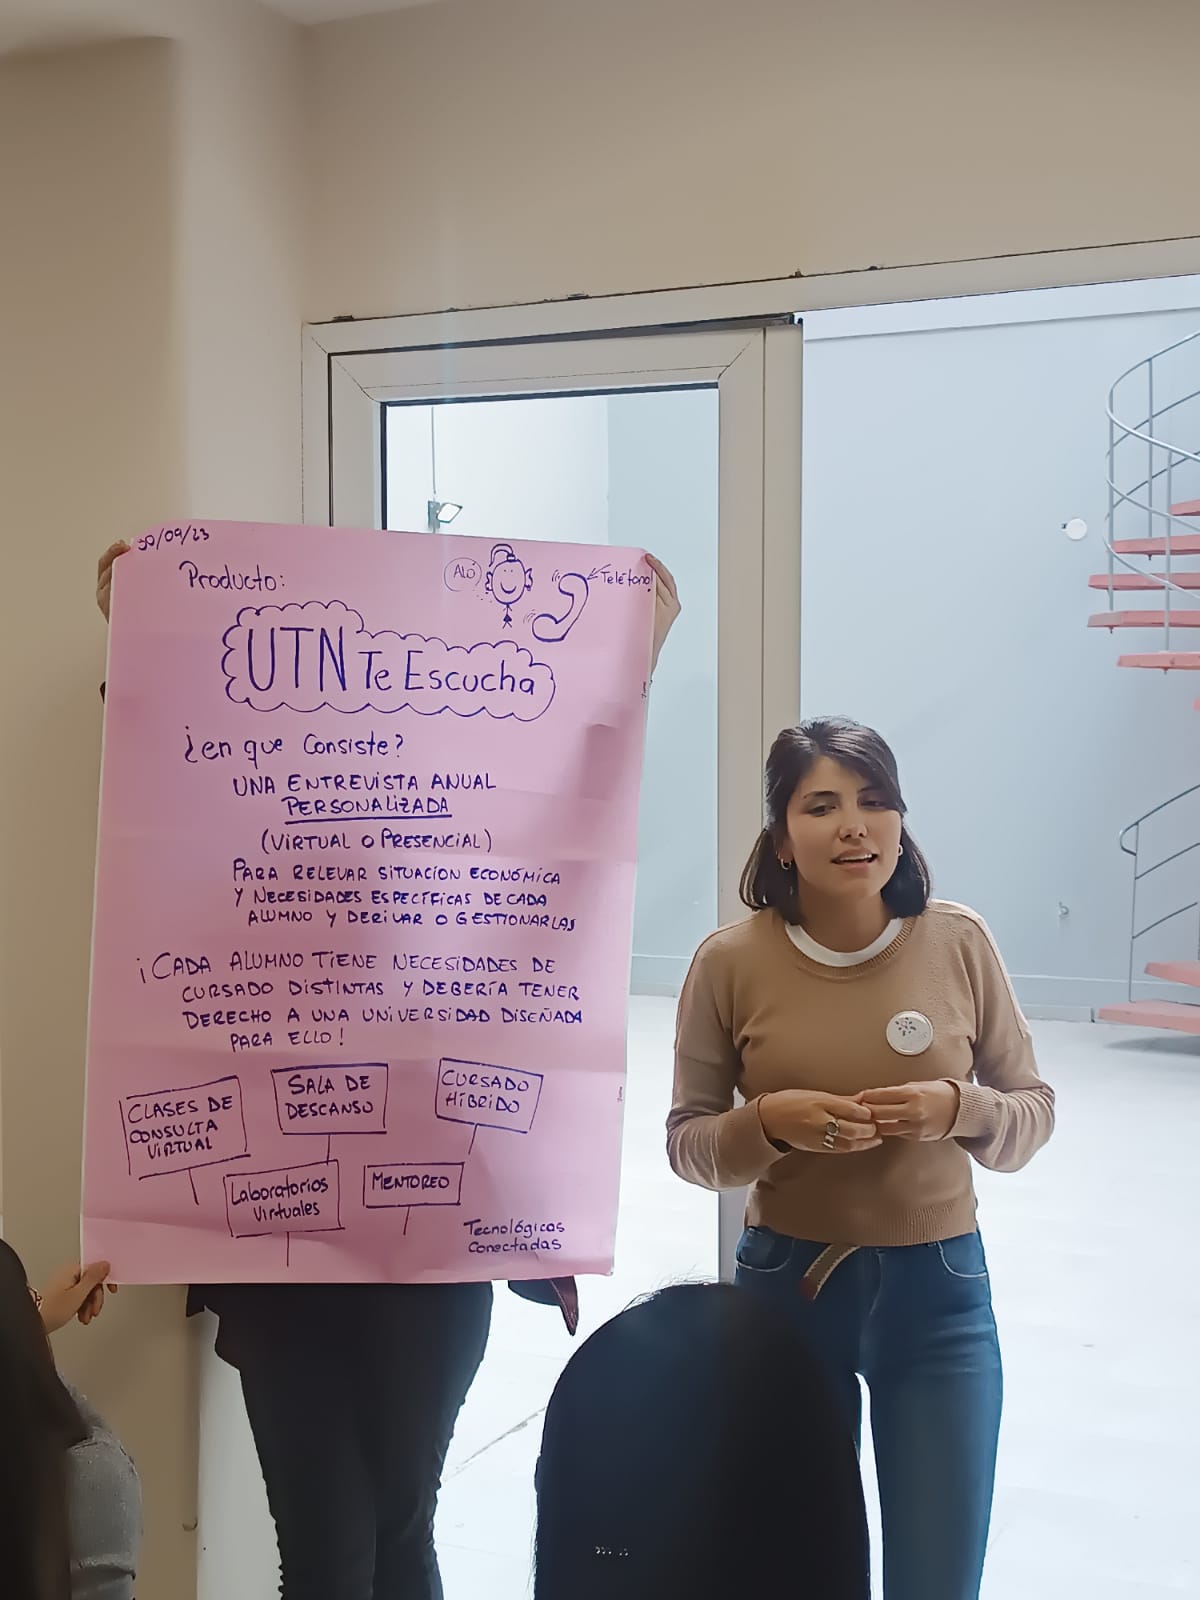 30/09/23
Producto:
Aló
Teléfono!
UTN Te Escucha
¿en que Consiste?
UNA ENTREVISTA ANUAL
PERSONALIZADA
(VIRTUAL O PRESENCIAL)
PARA RELEVAR SITUACIÓN ECONÓMICA
Y NECESIDADES ESPECÍFICAS DE CADA
ALUMNO Y DERIVAR O GESTIONARLAS
¡CADA ALUMNO TIENE NECESIDADES DE
CURSADO DISTINTAS Y DEBERÍA TENER
DERECHO A UNA UNIVERSIDAD DISEÑADA
PARA ELLO!
CLASES DE
CONSULTA
VIRTUAL
SALA DE
DESCANSO
CURSADO
HÍBRIDO
Laboratorios
Virtuales
MENTOREO
Tecnológicas
Conectadas